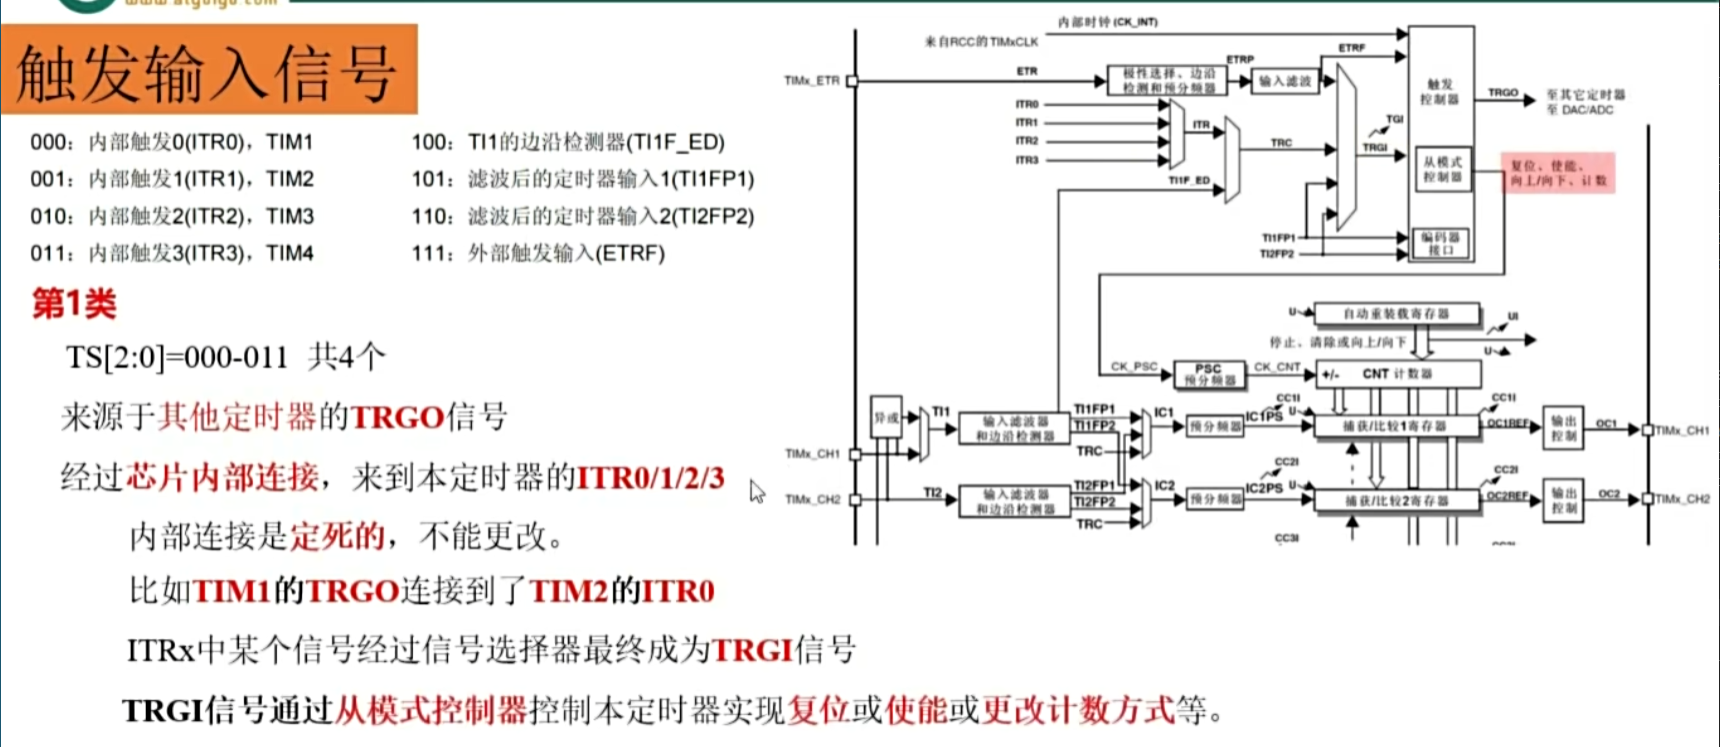 www.atguigu.com
触发输入信号
000：内部触发0(ITR0)，TIM1
001：内部触发1(ITR1)，TIM2
010：内部触发2(ITR2)，TIM3
011：内部触发3(ITR3)，TIM4
100：TI1的边沿检测器(TI1F_ED)
101：滤波后的定时器输入1(TI1FP1)
110：滤波后的定时器输入2(TI2FP2)
111：外部触发输入(ETRF)
第1类
TS[2:0]=000-011 共4个
来源于其他定时器的TRGO信号
经过芯片内部连接，来到本定时器的ITR0/1/2/3
内部连接是定死的，不能更改。
比如TIM1的TRGO连接到了TIM2的ITR0
ITRx中某个信号经过信号选择器最终成为TRGI信号
TRGI信号通过从模式控制器控制本定时器实现复位或使能或更改计数方式等。
内部时钟(CK_INT)
来自RCC的TIMxCLK
ETRF
TIMx_ETR
ETR
极性选择、边沿
检测和预分频器
ETRP
输入滤波
触发
控制器
TRGO
至其它定时器
至 DAC/ADC
ITR0
ITR1
ITR2
ITR3
ITR
TRC
TI1F_ED
TGI
TRGI
从模式
控制器
复位、使能、
向上/向下、计数
TI1FP1
TI2FP2
编码器
接口
U
自动重装载寄存器
UI
U
停止、清除或向上/向下
CK_PSC
PSC
预分频器
CK_CNT
+/-
CNT 计数器
异或
TI1
输入滤波器
和边沿检测器
TI1FP1
TI1FP2
TRC
IC1
预分频器
IC1PS
CC1I
U
捕获/比较1寄存器
CC1I
OC1REF
输出
控制
OC1
TIMx_CH1
TIMx_CH1
TIMx_CH2
TI2
输入滤波器
和边沿检测器
TI2FP1
TI2FP2
TRC
IC2
预分频器
IC2PS
CC2I
U
捕获/比较2寄存器
CC2I
OC2REF
输出
控制
OC2
TIMx_CH2
CC3I
CC3I